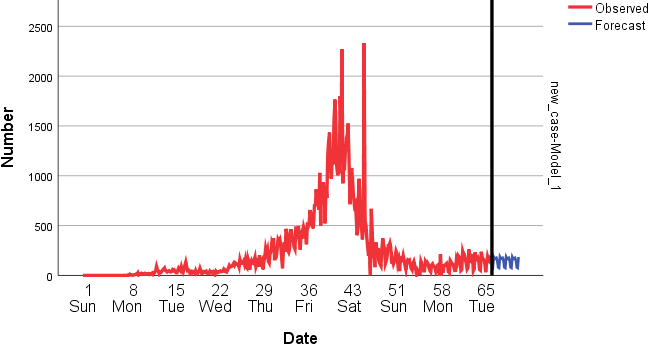 Observed
Forecast
2500
2000
1500
1000
500
0
Number
new_case-Model_1
1 8 15 22 29 36 43 51 58 65
Sun Mon Tue Wed Thu Fri Sat Sun Mon Tue
Date